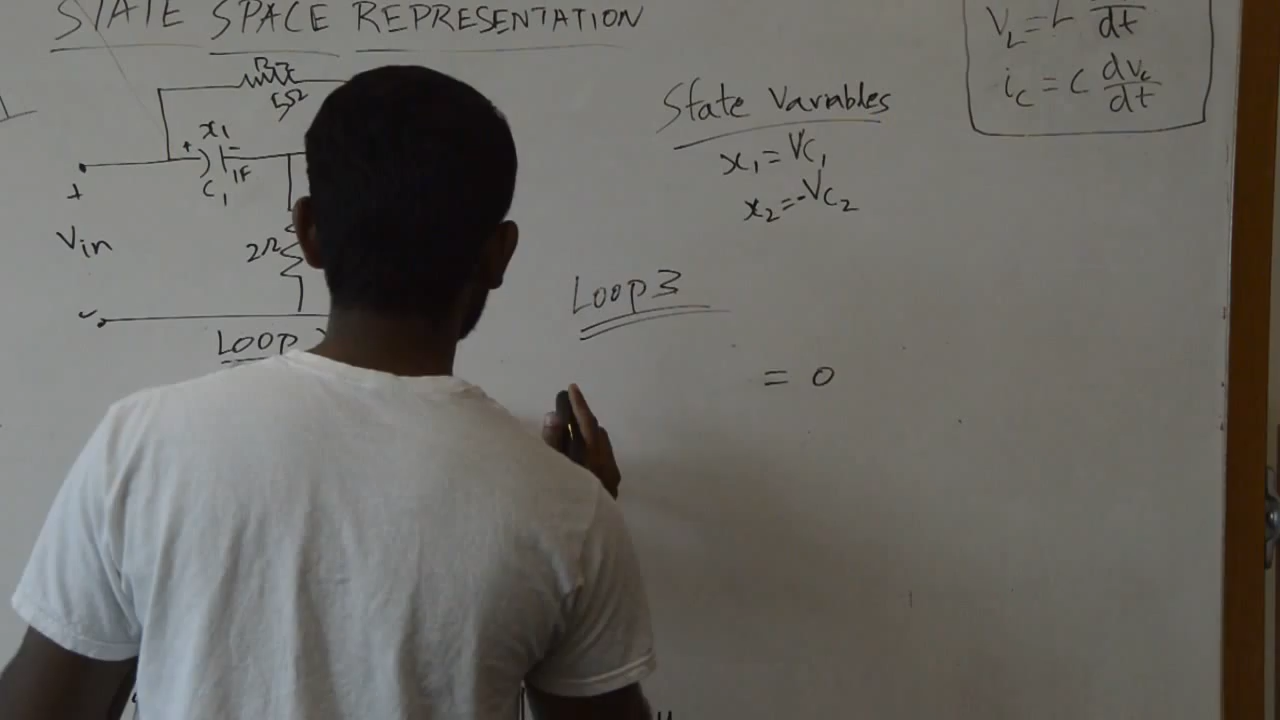 STATE SPACE REPRESENTATION
5Ω
x1
+ -
C1 1F
+
Vin
-
2Ω
LOOP
State Variables
x1 = VC1
x2 = -VC2
LOOP 3
= 0
VL = L
dt
ic = C dvc
dt